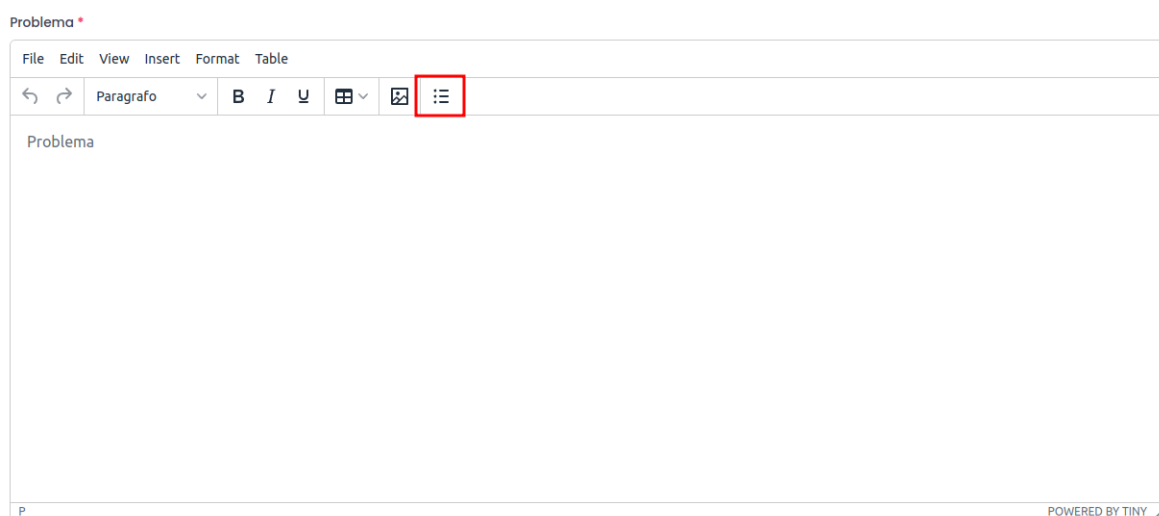 Problema *
File Edit View Insert Format Table
Paragrafo B I U
Problema
P POWERED BY TINY